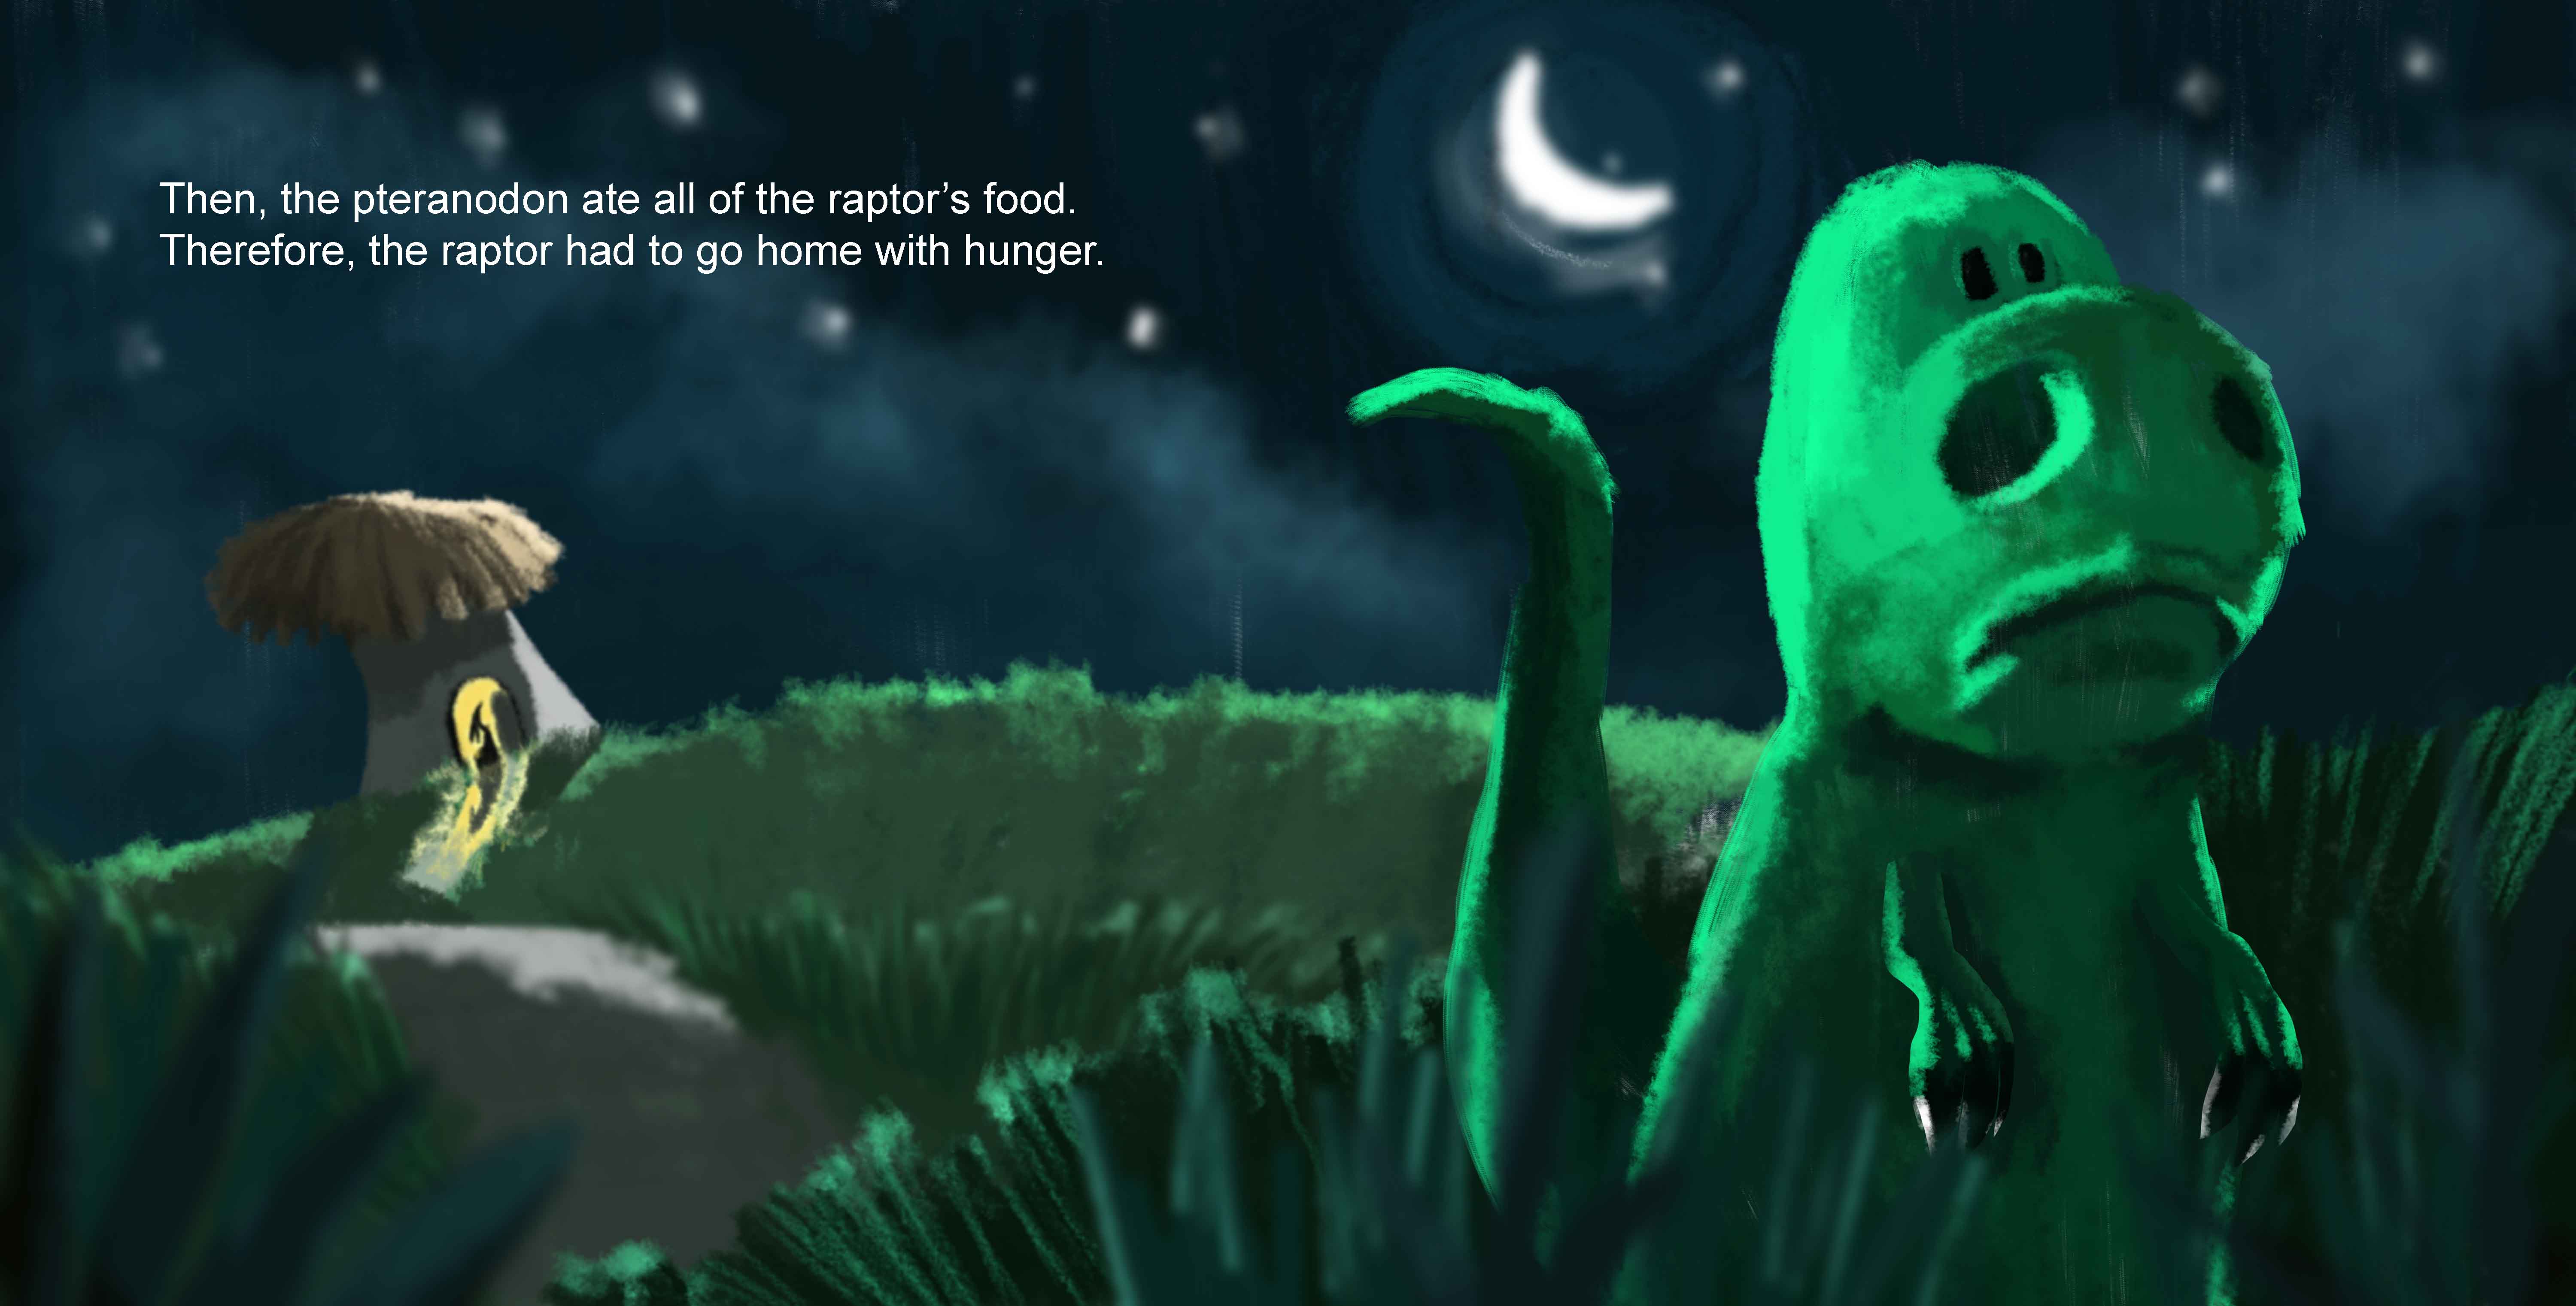 Then, the pteranodon ate all of the raptor’s food.
Therefore, the raptor had to go home with hunger.